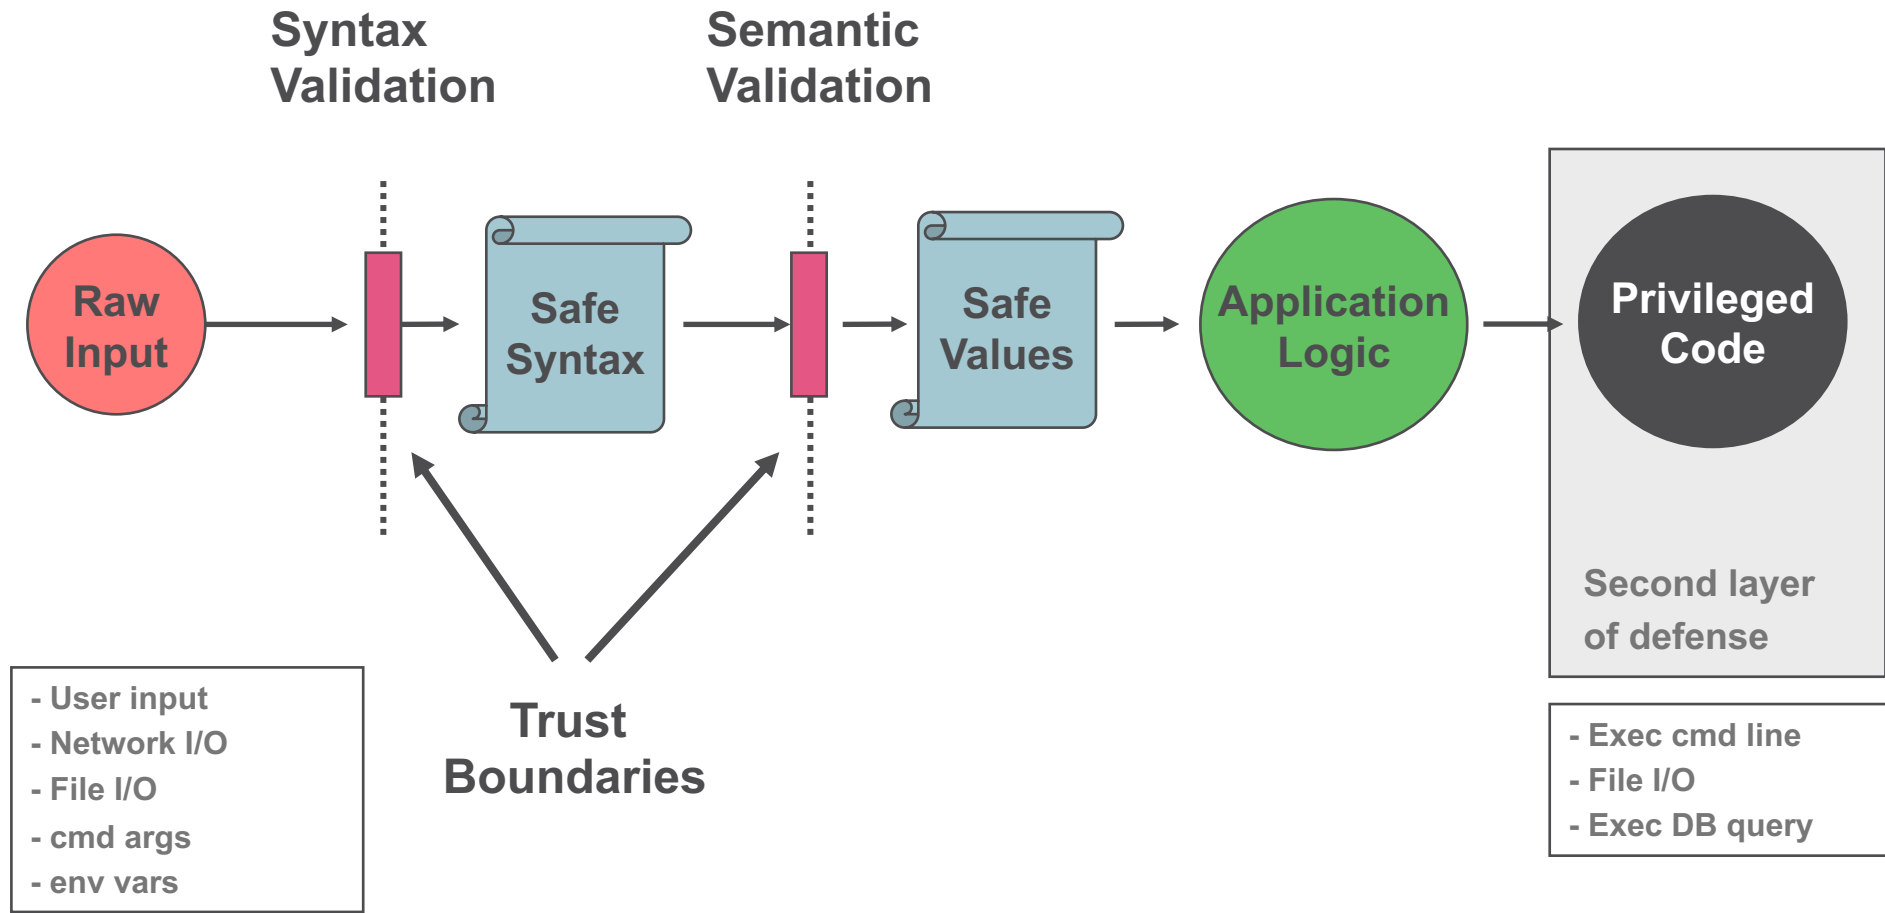 Syntax
Validation
Semantic
Validation
Raw
Input
Safe
Syntax
Safe
Values
Application
Logic
Privileged
Code
Second layer
of defense
Trust
Boundaries
- User input
- Network I/O
- File I/O
- cmd args
- env vars
- Exec cmd line
- File I/O
- Exec DB query